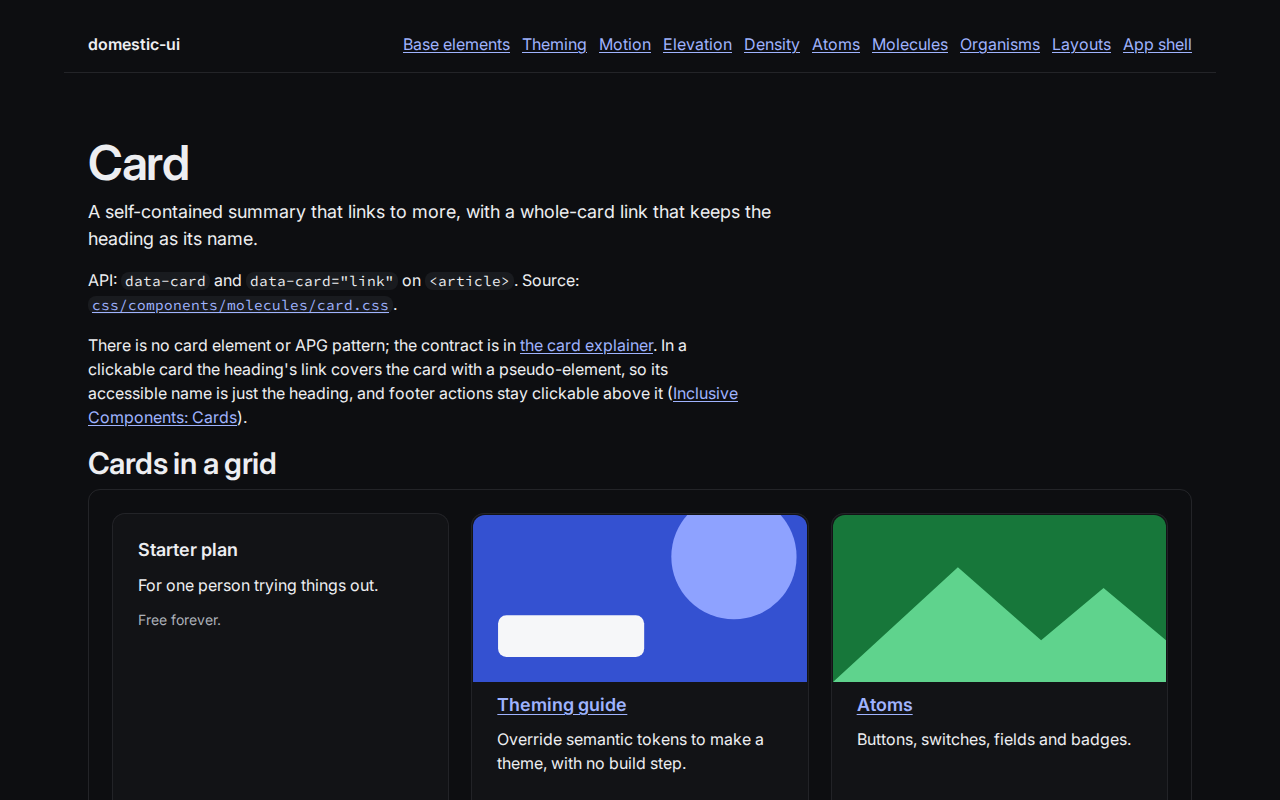 domestic-ui
Base elements Theming Motion Elevation Density Atoms Molecules Organisms Layouts App shell
Card
A self-contained summary that links to more, with a whole-card link that keeps the
heading as its name.
API: data-card and data-card="link" on <article>. Source:
css/components/molecules/card.css.
There is no card element or APG pattern; the contract is in the card explainer. In a
clickable card the heading's link covers the card with a pseudo-element, so its
accessible name is just the heading, and footer actions stay clickable above it (Inclusive
Components: Cards).
Cards in a grid
Starter plan
For one person trying things out.
Free forever.
Theming guide
Override semantic tokens to make a
theme, with no build step.
Atoms
Buttons, switches, fields and badges.